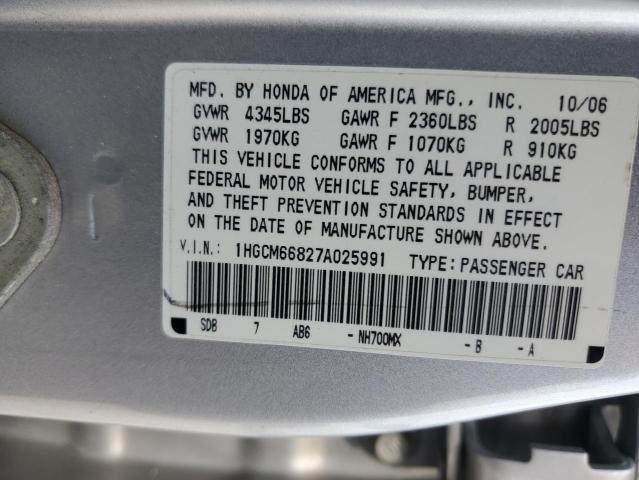 MFD. BY HONDA OF AMERICA MFG., INC. 10/06
GVWR 4345LBS GAWR F 2360LBS R 2005LBS
GVWR 1970KG GAWR F 1070KG R 910KG
THIS VEHICLE CONFORMS TO ALL APPLICABLE
FEDERAL MOTOR VEHICLE SAFETY, BUMPER,
AND THEFT PREVENTION STANDARDS IN EFFECT
ON THE DATE OF MANUFACTURE SHOWN ABOVE.
V.I.N.: 1HGCM66827A025991 TYPE: PASSENGER CAR
SDB 7 AB6 - NH700MX - B - A